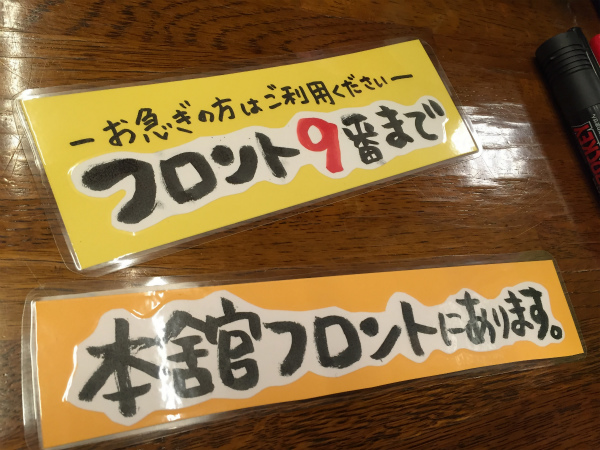 ーお急ぎの方はご利用くださいー
フロント9番まで
本舘フロントにあります。